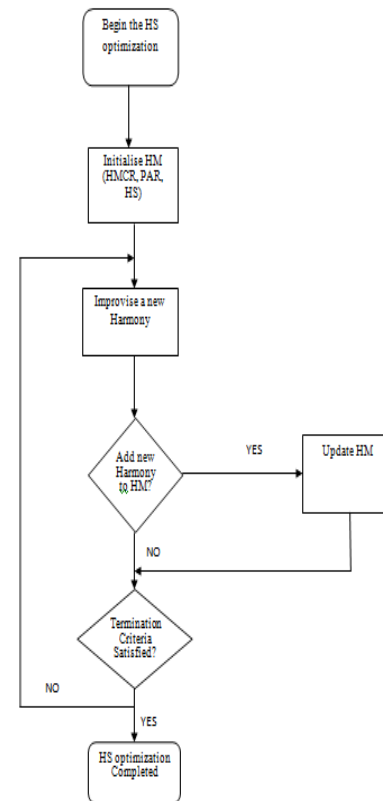 Begin the HS
optimization
Initialise HM
(HMCR, PAR,
HS)
Improvise a new
Harmony
Add new
Harmony
to HM?
YES
Update HM
NO
Termination
Criteria
Satisfied?
NO
YES
HS optimization
Completed